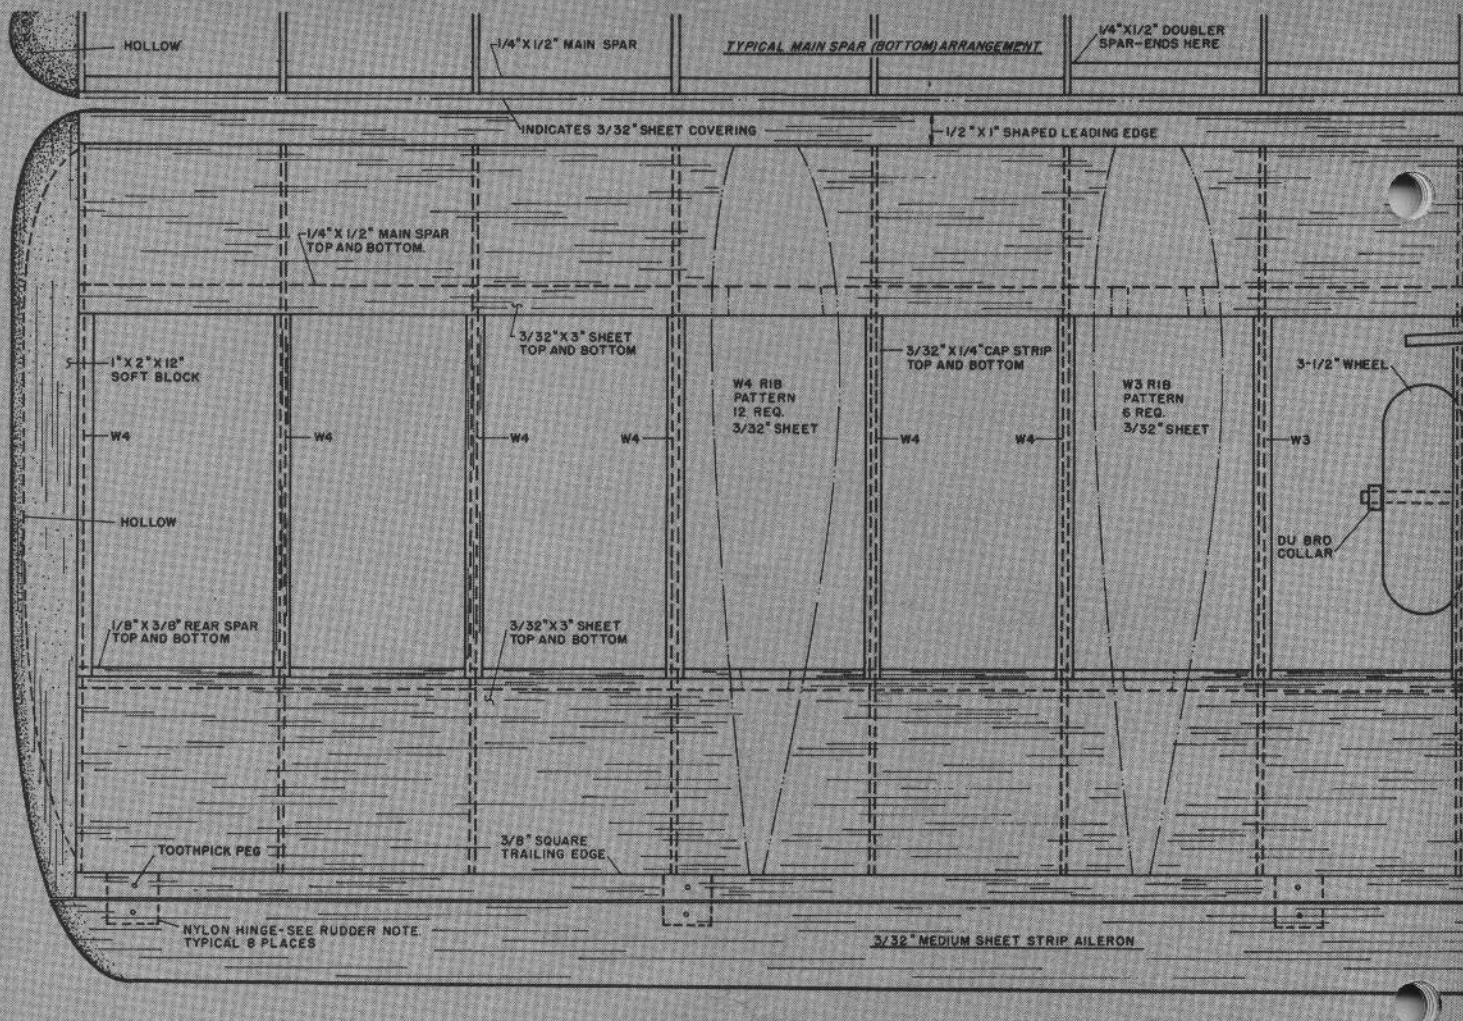 HOLLOW
1/4"X1/2" MAIN SPAR
TYPICAL MAIN SPAR (BOTTOM) ARRANGEMENT
1/4"X1/2" DOUBLER
SPAR-ENDS HERE
INDICATES 3/32" SHEET COVERING
1/2"X1" SHAPED LEADING EDGE
1/4"X1/2" MAIN SPAR
TOP AND BOTTOM.
3/32"X3" SHEET
TOP AND BOTTOM
1"X2"X12"
SOFT BLOCK
3/32"X1/4" CAP STRIP
TOP AND BOTTOM
3-1/2" WHEEL
W4 RIB
PATTERN
12 REQ.
3/32" SHEET
W3 RIB
PATTERN
6 REQ.
3/32" SHEET
W4
W4
W4
W4
W4
W4
W3
HOLLOW
DU BRO
COLLAR
1/8"X3/8" REAR SPAR
TOP AND BOTTOM
3/32"X3" SHEET
TOP AND BOTTOM
TOOTHPICK PEG
3/8" SQUARE
TRAILING EDGE
NYLON HINGE-SEE RUDDER NOTE.
TYPICAL 8 PLACES
3/32" MEDIUM SHEET STRIP AILERON